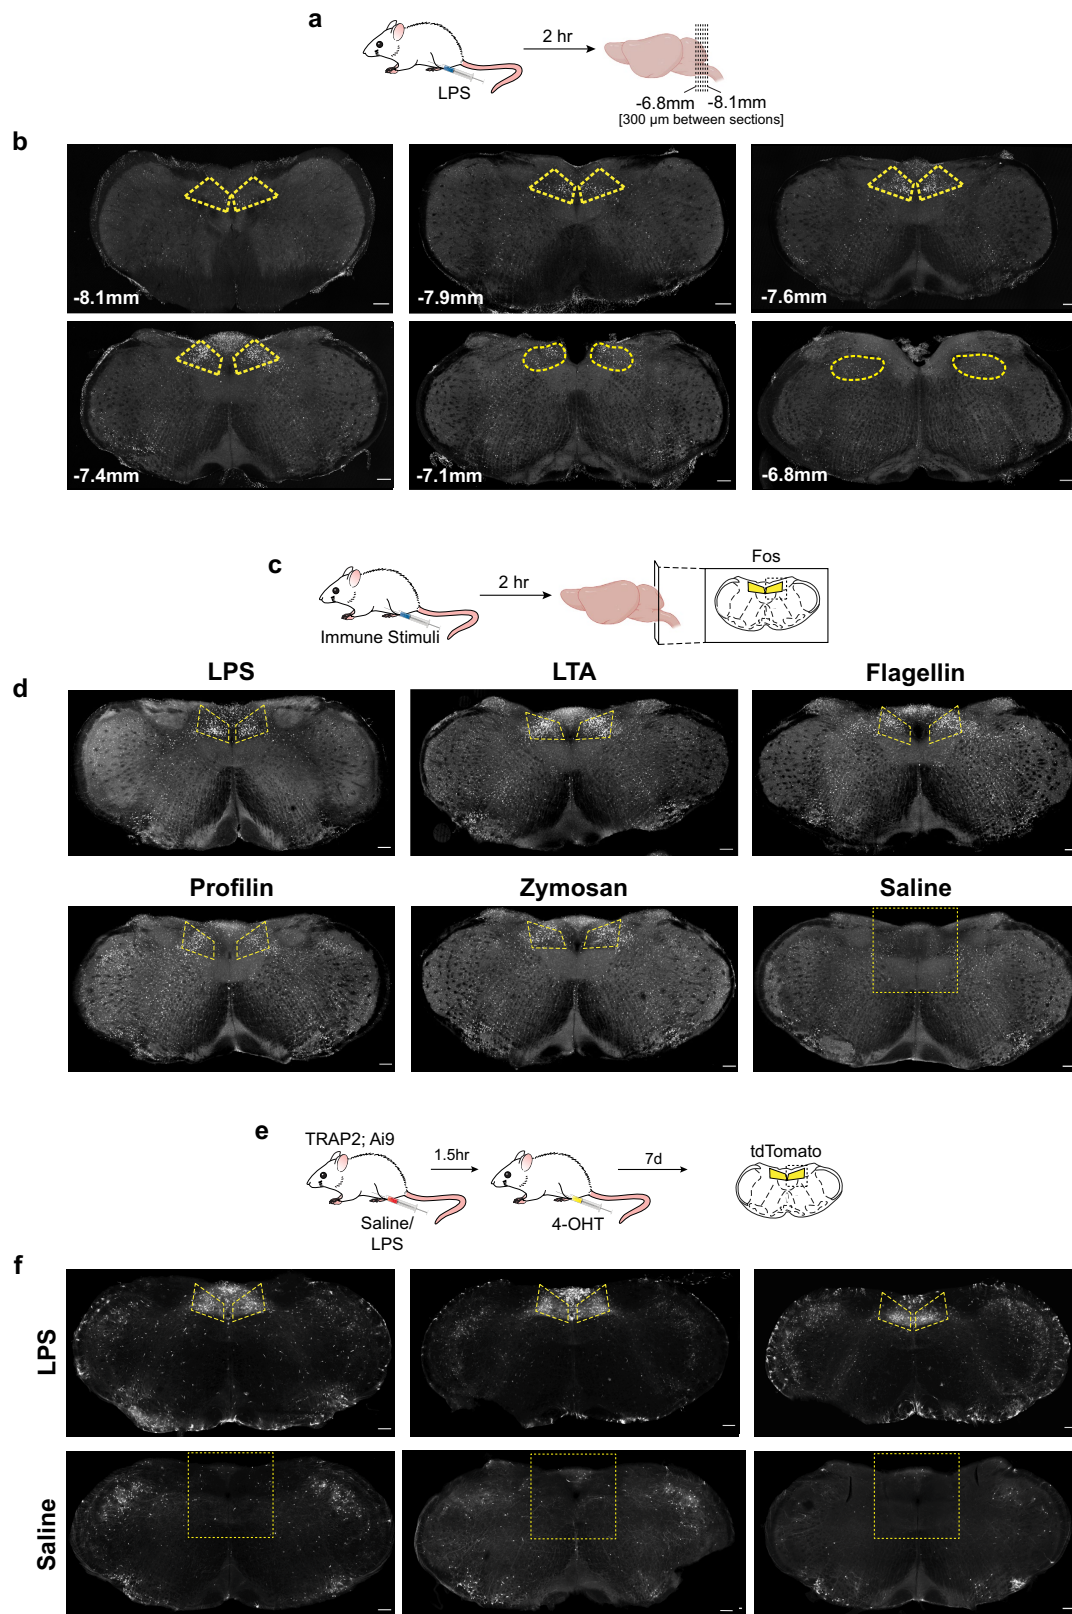 a
2 hr
LPS
-6.8mm
-8.1mm
[300 µm between sections]
b
-8.1mm
-7.9mm
-7.6mm
-7.4mm
-7.1mm
-6.8mm
c
2 hr
Immune Stimuli
Fos
d
LPS
LTA
Flagellin
Profilin
Zymosan
Saline
e
TRAP2; Ai9
1.5hr
7d
tdTomato
Saline/
LPS
4-OHT
f
LPS
Saline